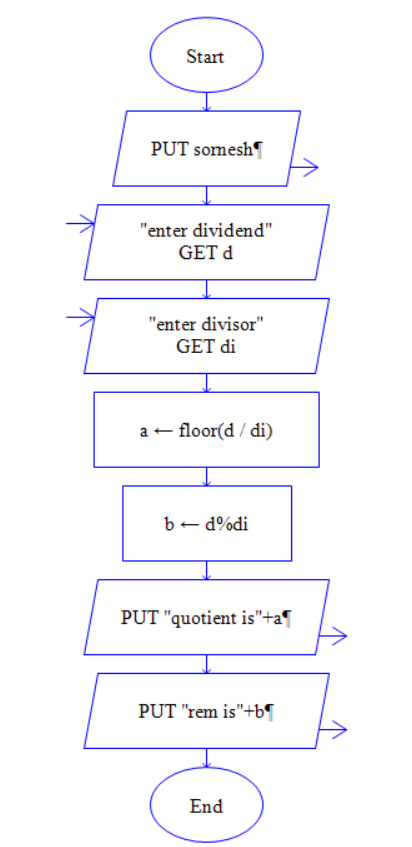 Start
PUT somesh¶
"enter dividend"
GET d
"enter divisor"
GET di
a ← floor(d / di)
b ← d%di
PUT "quotient is"+a¶
PUT "rem is"+b¶
End